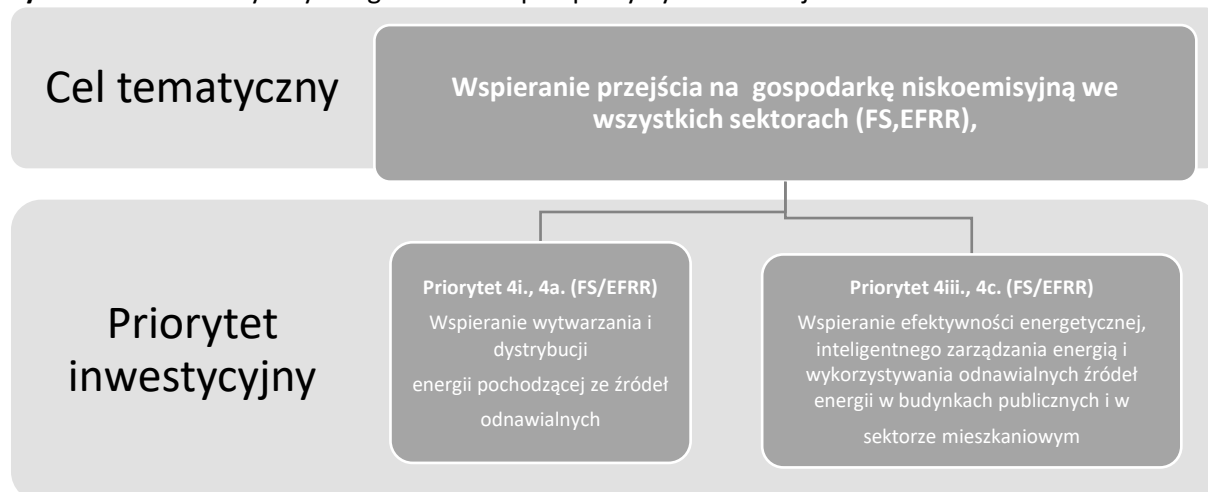 Cel tematyczny
Wspieranie przejścia na gospodarkę niskoemisyjną we
wszystkich sektorach (FS,EFRR),
Priorytet
inwestycyjny
Priorytet 4i., 4a. (FS/EFRR)
Wspieranie wytwarzania i
dystrybucji
energii pochodzącej ze źródeł
odnawialnych
Priorytet 4iii., 4c. (FS/EFRR)
Wspieranie efektywności energetycznej,
inteligentnego zarządzania energią i
wykorzystywania odnawialnych źródeł
energii w budynkach publicznych i w
sektorze mieszkaniowym